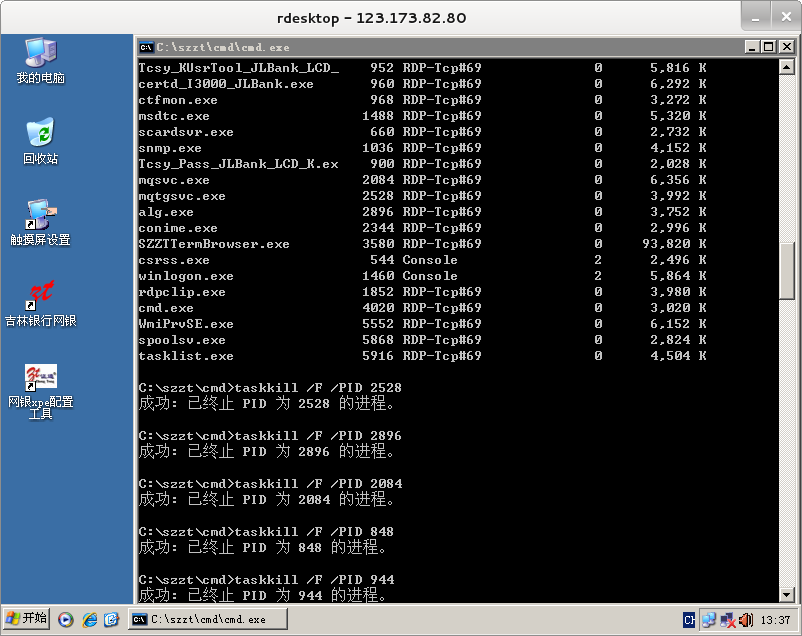 rdesktop - 123.173.82.80
我的电脑
回收站
触摸屏设置
吉林银行网银
网银xpe配置
工具
C:\szzt\cmd\cmd.exe
Tcsy_KUsrTool_JLBank_LCD_ 952 RDP-Tcp#69 0 5,816 K
certd_I3000_JLBank.exe 960 RDP-Tcp#69 0 6,292 K
ctfmon.exe 968 RDP-Tcp#69 0 3,272 K
msdtc.exe 1488 RDP-Tcp#69 0 5,320 K
scardsvr.exe 660 RDP-Tcp#69 0 2,732 K
snmp.exe 1036 RDP-Tcp#69 0 4,152 K
Tcsy_Pass_JLBank_LCD_K.ex 900 RDP-Tcp#69 0 2,028 K
mqsvc.exe 2084 RDP-Tcp#69 0 6,356 K
mqtgsvc.exe 2528 RDP-Tcp#69 0 3,992 K
alg.exe 2896 RDP-Tcp#69 0 3,752 K
conime.exe 2344 RDP-Tcp#69 0 2,996 K
SZZTTermBrowser.exe 3580 RDP-Tcp#69 0 93,820 K
csrss.exe 544 Console 2 2,496 K
winlogon.exe 1460 Console 2 5,864 K
rdpclip.exe 1852 RDP-Tcp#69 0 3,980 K
cmd.exe 4020 RDP-Tcp#69 0 3,020 K
WmiPrvSE.exe 5552 RDP-Tcp#69 0 6,152 K
spoolsv.exe 5868 RDP-Tcp#69 0 2,824 K
tasklist.exe 5916 RDP-Tcp#69 0 4,504 K
C:\szzt\cmd>taskkill /F /PID 2528
成功: 已终止 PID 为 2528 的进程。
C:\szzt\cmd>taskkill /F /PID 2896
成功: 已终止 PID 为 2896 的进程。
C:\szzt\cmd>taskkill /F /PID 2084
成功: 已终止 PID 为 2084 的进程。
C:\szzt\cmd>taskkill /F /PID 848
成功: 已终止 PID 为 848 的进程。
C:\szzt\cmd>taskkill /F /PID 944
成功: 已终止 PID 为 944 的进程。
开始
C:\szzt\cmd\cmd.exe
CH
13:37